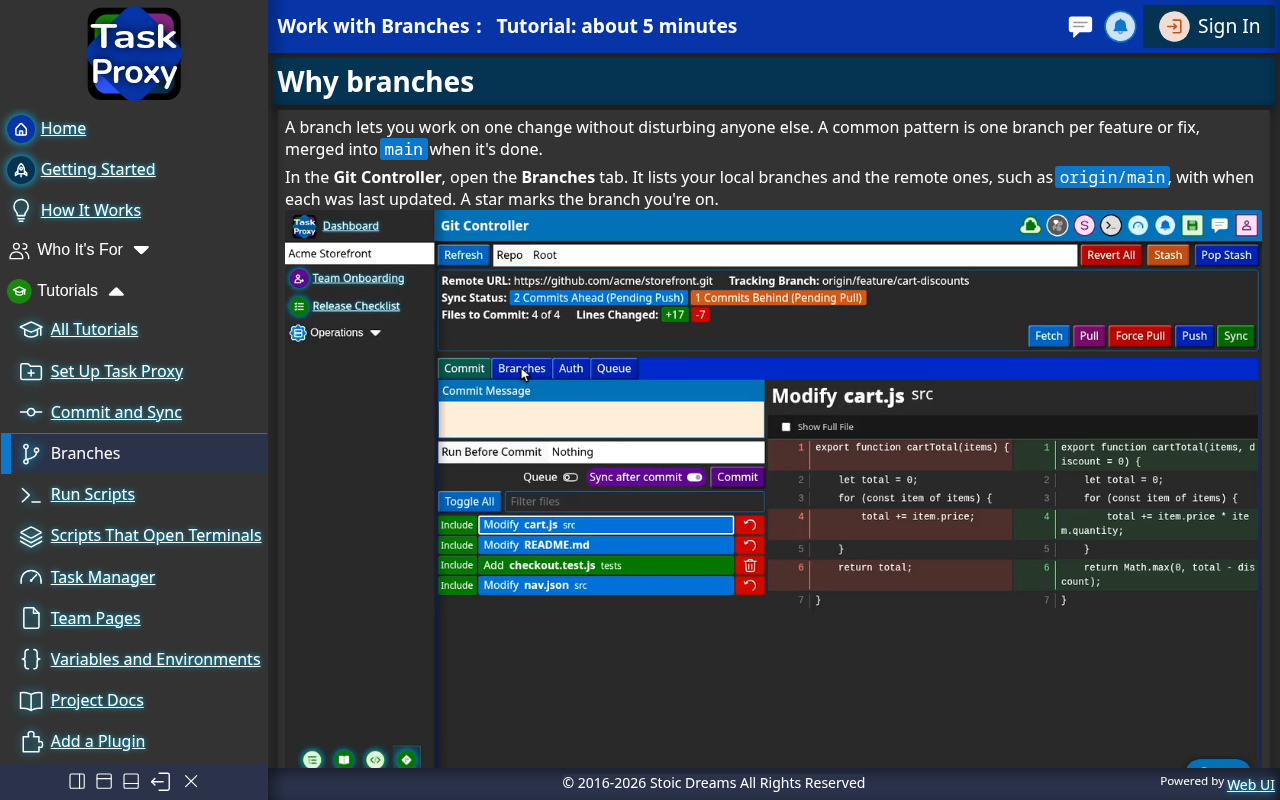 Task
Proxy
Home
Getting Started
How It Works
Who It's For
Tutorials
All Tutorials
Set Up Task Proxy
Commit and Sync
Branches
Run Scripts
Scripts That Open Terminals
Task Manager
Team Pages
Variables and Environments
Project Docs
Add a Plugin
Work with Branches : Tutorial: about 5 minutes
Sign In
Why branches
A branch lets you work on one change without disturbing anyone else. A common pattern is one branch per feature or fix,
merged into main when it's done.
In the Git Controller, open the Branches tab. It lists your local branches and the remote ones, such as origin/main, with when
each was last updated. A star marks the branch you're on.
Task
Proxy
Dashboard
Git Controller
S
Acme Storefront
Refresh
Repo Root
Revert All
Stash
Pop Stash
Team Onboarding
Release Checklist
Operations
Remote URL: https://github.com/acme/storefront.git Tracking Branch: origin/feature/cart-discounts
Sync Status: 2 Commits Ahead (Pending Push) 1 Commits Behind (Pending Pull)
Files to Commit: 4 of 4 Lines Changed: +17 -7
Fetch
Pull
Force Pull
Push
Sync
Commit
Branches
Auth
Queue
Commit Message
Run Before Commit Nothing
Queue
Sync after commit
Commit
Toggle All
Filter files
Include Modify cart.js src
Include Modify README.md
Include Add checkout.test.js tests
Include Modify nav.json src
Modify cart.js src
Show Full File
1 export function cartTotal(items) {
4 total += item.price;
6 return total;
7 }
1 export function cartTotal(items, d
iscount = 0) {
2 let total = 0;
2 let total = 0;
3 for (const item of items) {
3 for (const item of items) {
4 total += item.price * ite
m.quantity;
5 }
5 }
6 return Math.max(0, total - dis
count);
7 }
© 2016-2026 Stoic Dreams All Rights Reserved
Powered by Web UI